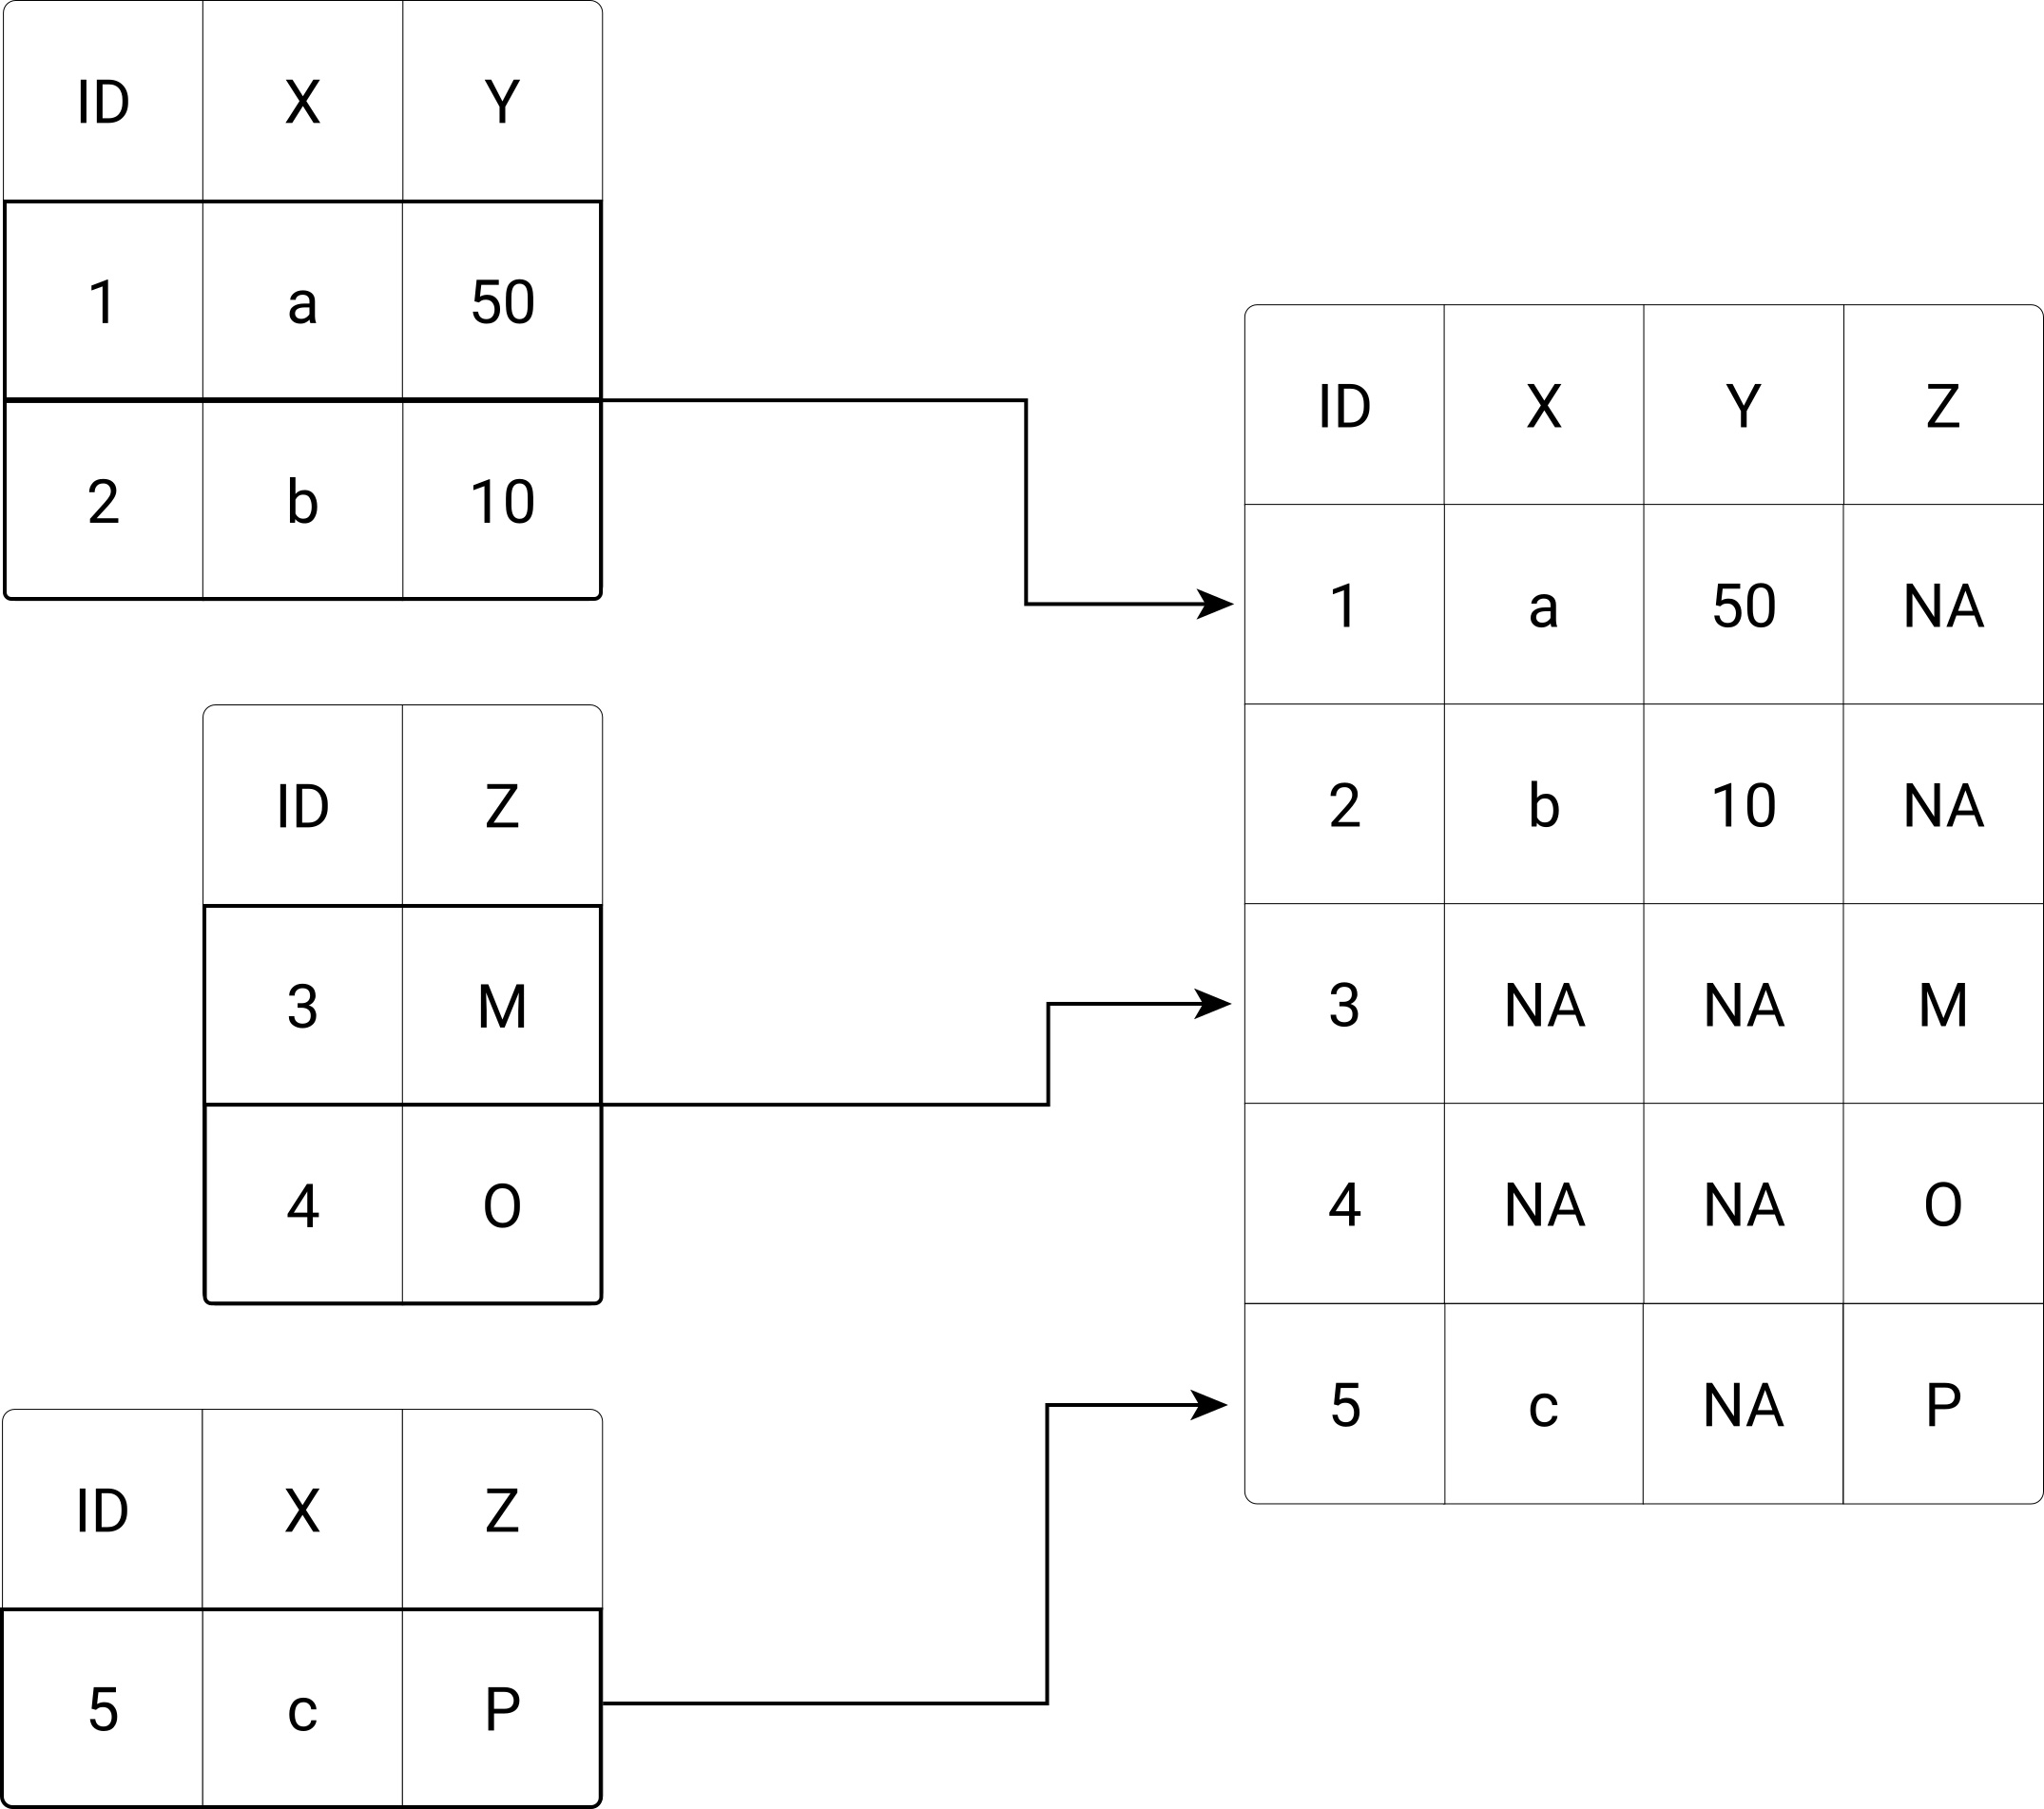 ID X Y
1 a 50
2 b 10
ID Z
3 M
4 O
ID X Z
5 c P
ID X Y Z
1 a 50 NA
2 b 10 NA
3 NA NA M
4 NA NA O
5 c NA P